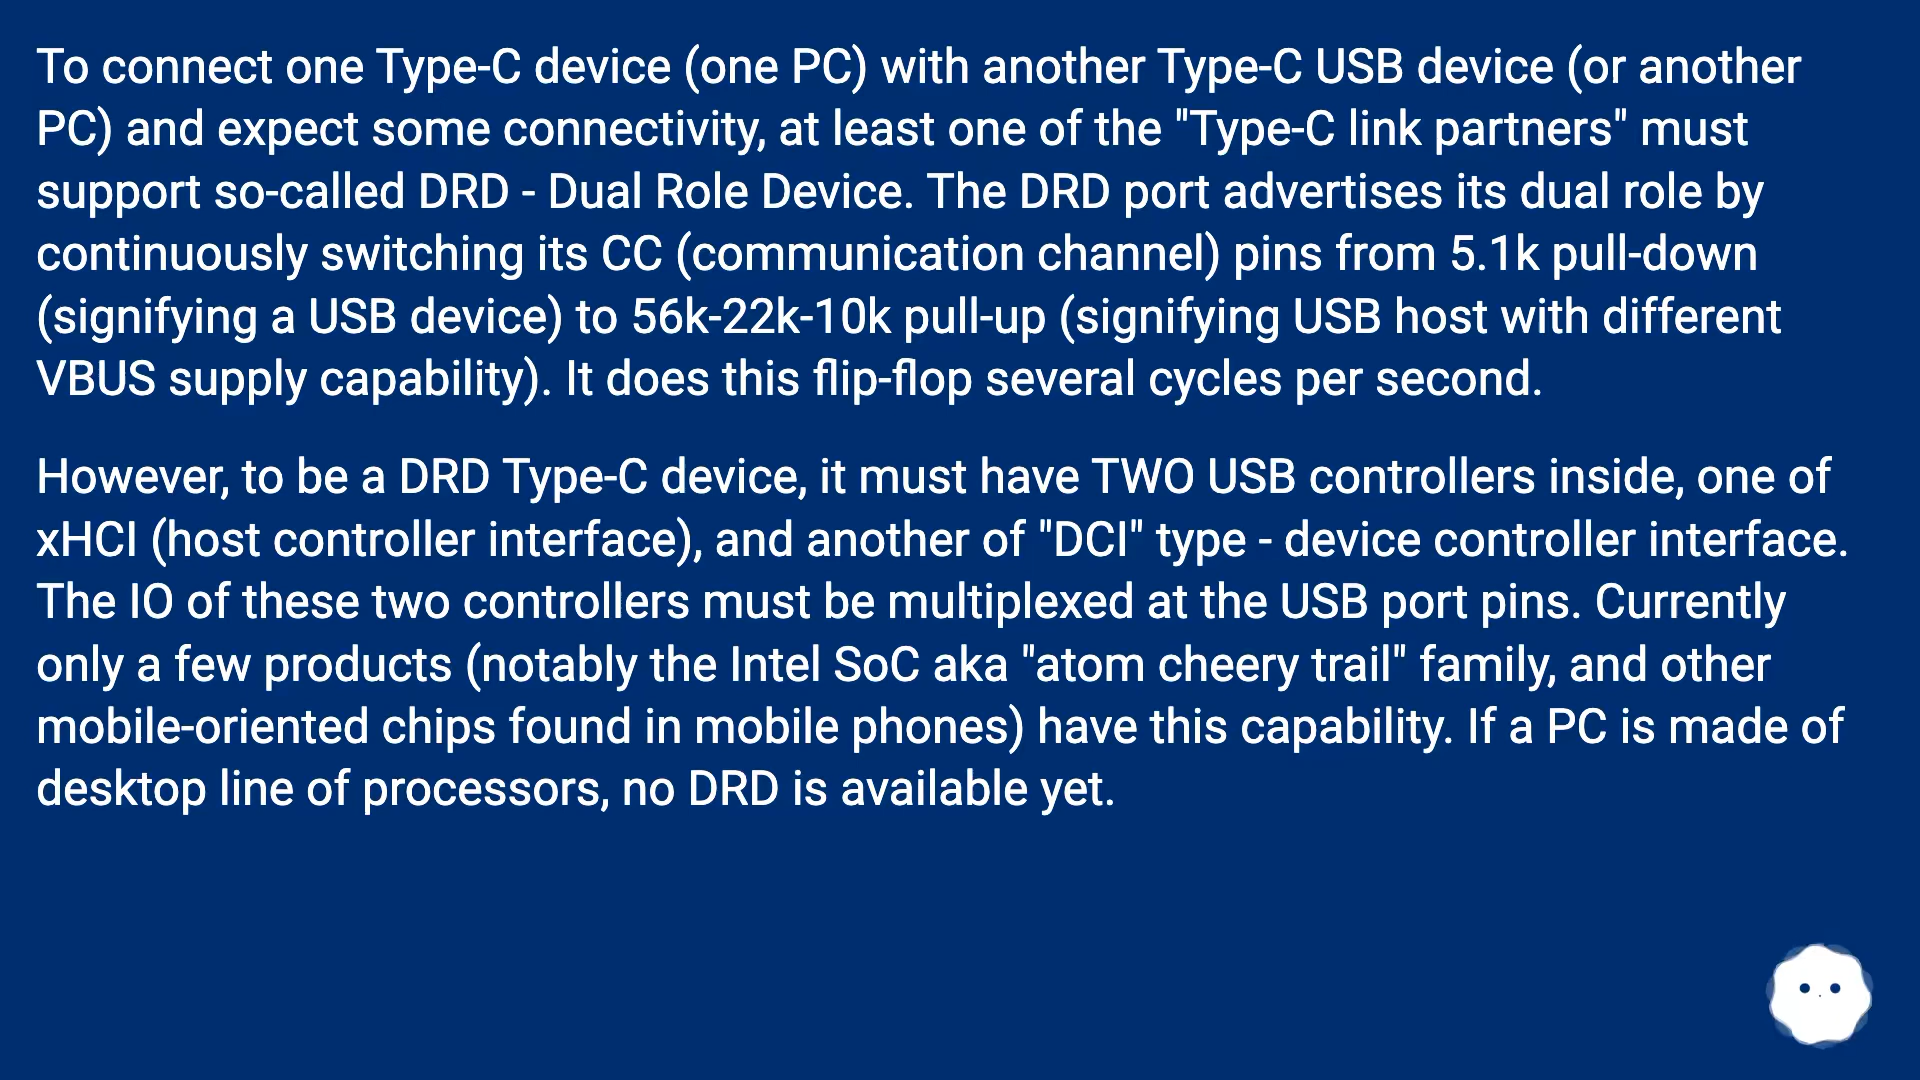 To connect one Type-C device (one PC) with another Type-C USB device (or another
PC) and expect some connectivity, at least one of the "Type-C link partners" must
support so-called DRD - Dual Role Device. The DRD port advertises its dual role by
continuously switching its CC (communication channel) pins from 5.1k pull-down
(signifying a USB device) to 56k-22k-10k pull-up (signifying USB host with different
VBUS supply capability). It does this flip-flop several cycles per second.
However, to be a DRD Type-C device, it must have TWO USB controllers inside, one of
xHCI (host controller interface), and another of "DCI" type - device controller interface.
The IO of these two controllers must be multiplexed at the USB port pins. Currently
only a few products (notably the Intel SoC aka "atom cheery trail" family, and other
mobile-oriented chips found in mobile phones) have this capability. If a PC is made of
desktop line of processors, no DRD is available yet.